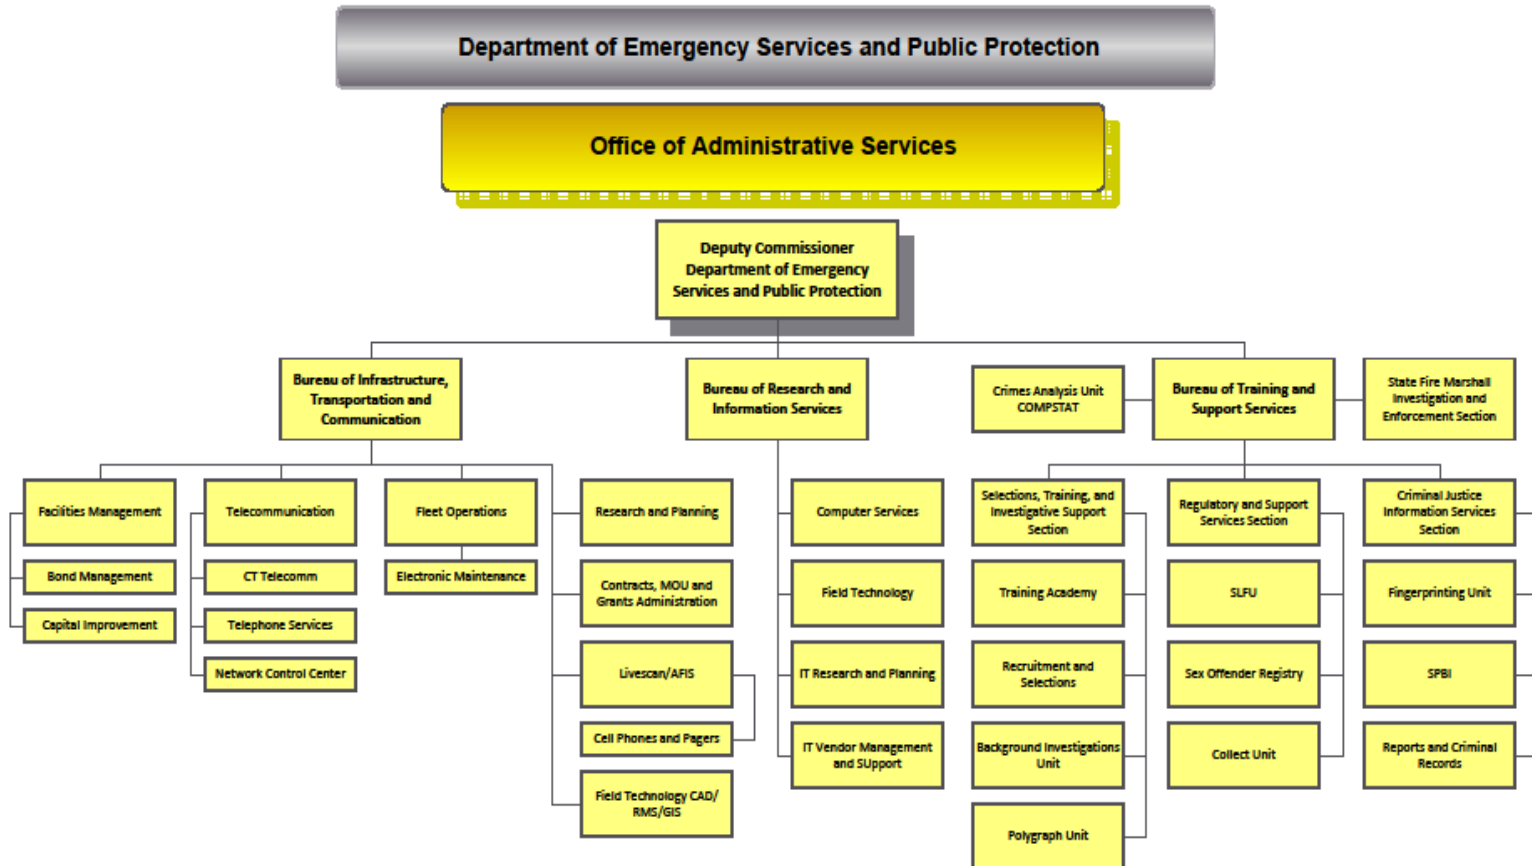 Department of Emergency Services and Public Protection
Office of Administrative Services
Deputy Commissioner
Department of Emergency
Services and Public Protection
Bureau of Infrastructure,
Transportation and
Communication
Bureau of Research and
Information Services
Crimes Analysis Unit
COMPSTAT
Bureau of Training and
Support Services
State Fire Marshall
Investigation and
Enforcement Section
Facilities Management
Bond Management
Capital Improvement
Telecommunication
CT Telecomm
Telephone Services
Network Control Center
Fleet Operations
Electronic Maintenance
Research and Planning
Contracts, MOU and
Grants Administration
Livescan/AFIS
Cell Phones and Pagers
Field Technology CAD/
RMS/GIS
Computer Services
Field Technology
IT Research and Planning
IT Vendor Management
and SUpport
Selections, Training, and
Investigative Support
Section
Training Academy
Recruitment and
Selections
Background Investigations
Unit
Polygraph Unit
Regulatory and Support
Services Section
SLFU
Sex Offender Registry
Collect Unit
Criminal Justice
Information Services
Section
Fingerprinting Unit
SPBI
Reports and Criminal
Records